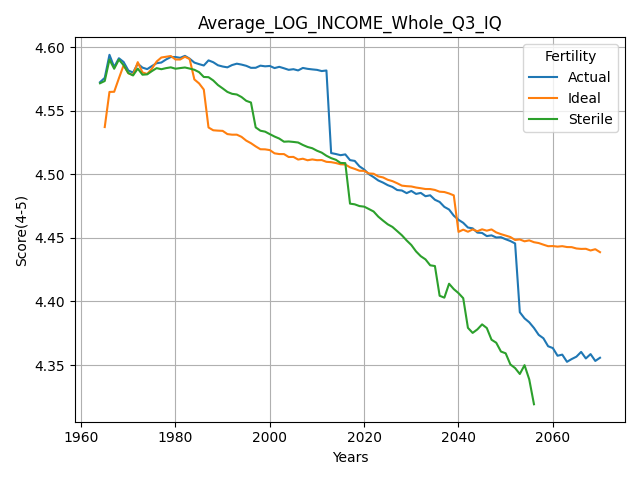 Average_LOG_INCOME_Whole_Q3_IQ
Fertility
Actual
Ideal
Sterile
Score(4-5)
4.60
4.55
4.50
4.45
4.40
4.35
1960
1980
2000
2020
2040
2060
Years